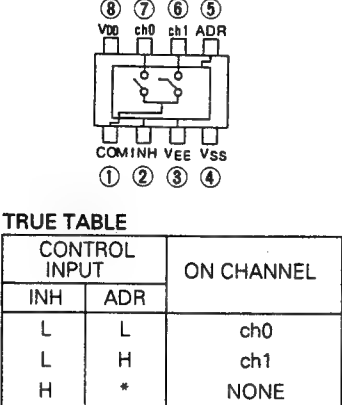 ⑧ ⑦ ⑥ ⑤
VDD ch0 ch1 ADR
COM INH VEE VSS
① ② ③ ④
TRUE TABLE
CONTROL INPUT ON CHANNEL
INH ADR
L L ch0
L H ch1
H * NONE